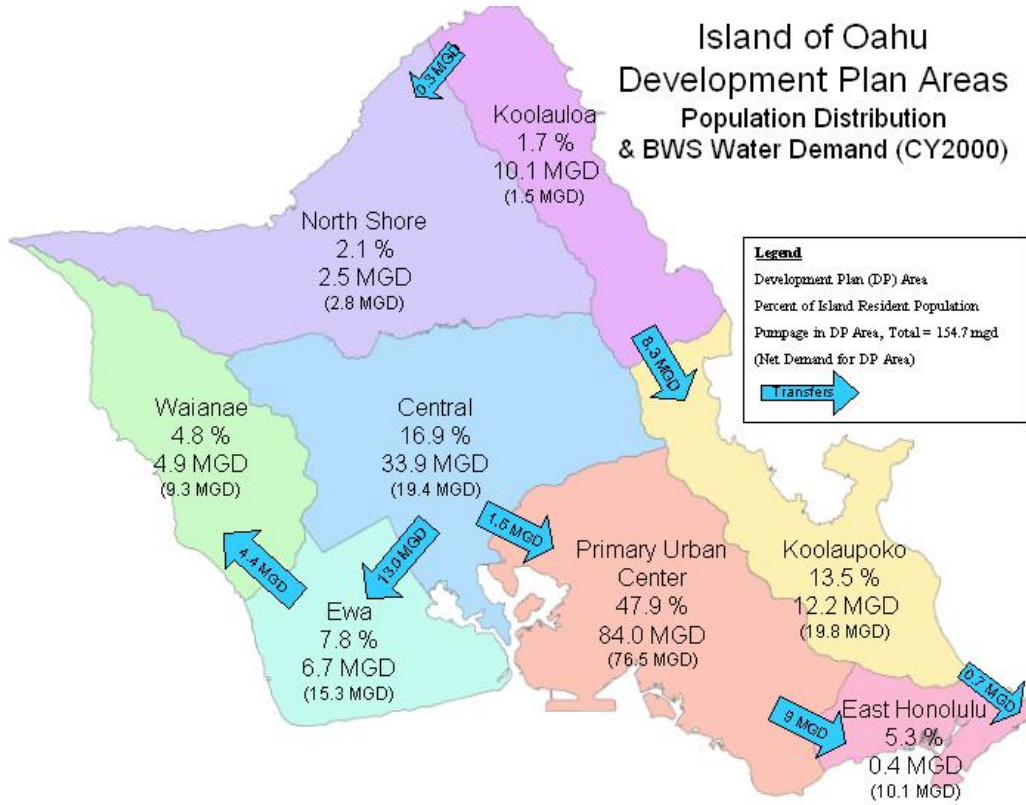 Island of Oahu
Development Plan Areas
Population Distribution
& BWS Water Demand (CY2000)
0.3 MGD
Koolauloa
1.7 %
10.1 MGD
(1.5 MGD)
North Shore
2.1 %
2.5 MGD
(2.8 MGD)
Legend
Development Plan (DP) Area
Percent of Island Resident Population
Pumpage in DP Area, Total = 154.7 mgd
(Net Demand for DP Area)
Transfers
8.3 MGD
Waianae
4.8 %
4.9 MGD
(9.3 MGD)
Central
16.9 %
33.9 MGD
(19.4 MGD)
1.5 MGD
13.0 MGD
4.4 MGD
Primary Urban
Center
47.9 %
84.0 MGD
(76.5 MGD)
Koolaupoko
13.5 %
12.2 MGD
(19.8 MGD)
Ewa
7.8 %
6.7 MGD
(15.3 MGD)
0.7 MGD
9 MGD
East Honolulu
5.3 %
0.4 MGD
(10.1 MGD)